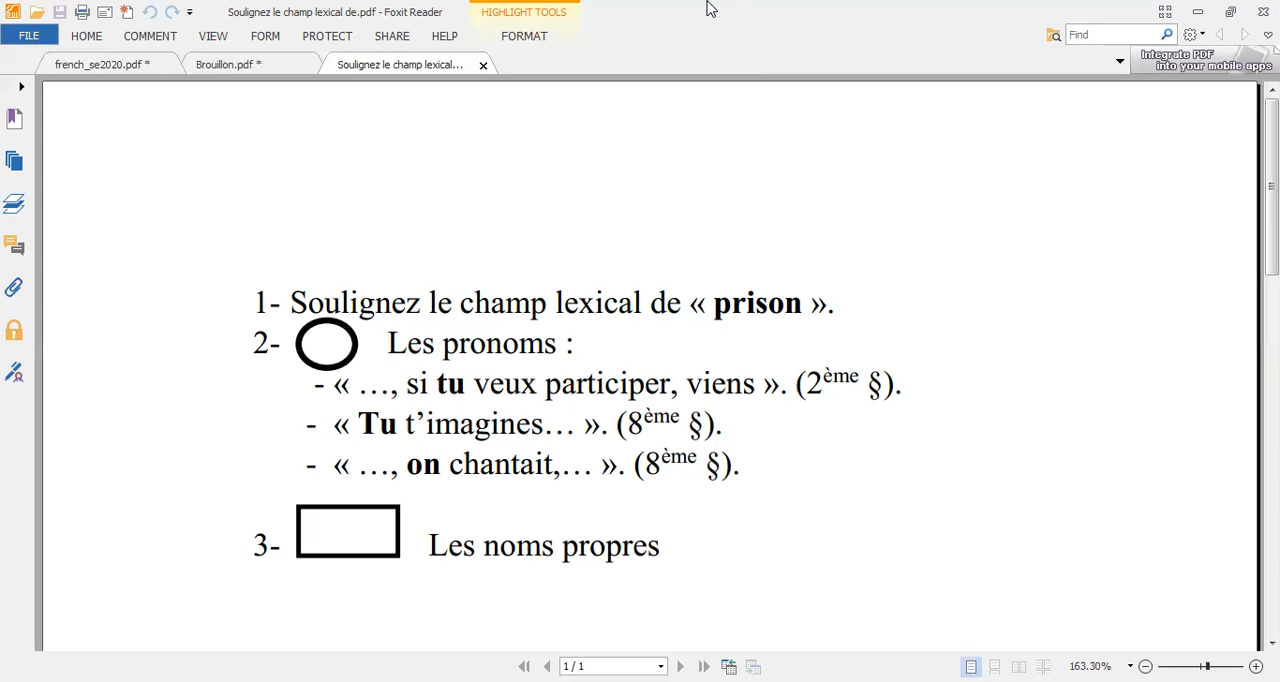 Soulignez le champ lexical de.pdf - Foxit Reader
HIGHLIGHT TOOLS
FILE HOME COMMENT VIEW FORM PROTECT SHARE HELP FORMAT
Find
french_se2020.pdf *
Brouillon.pdf *
Soulignez le champ lexical...
Integrate PDF
into your mobile apps
1- Soulignez le champ lexical de « prison ».
2- Les pronoms :
- « …, si tu veux participer, viens ». (2ème §).
- « Tu t’imagines… ». (8ème §).
- « …, on chantait,… ». (8ème §).
3- Les noms propres
1 / 1
163.30%